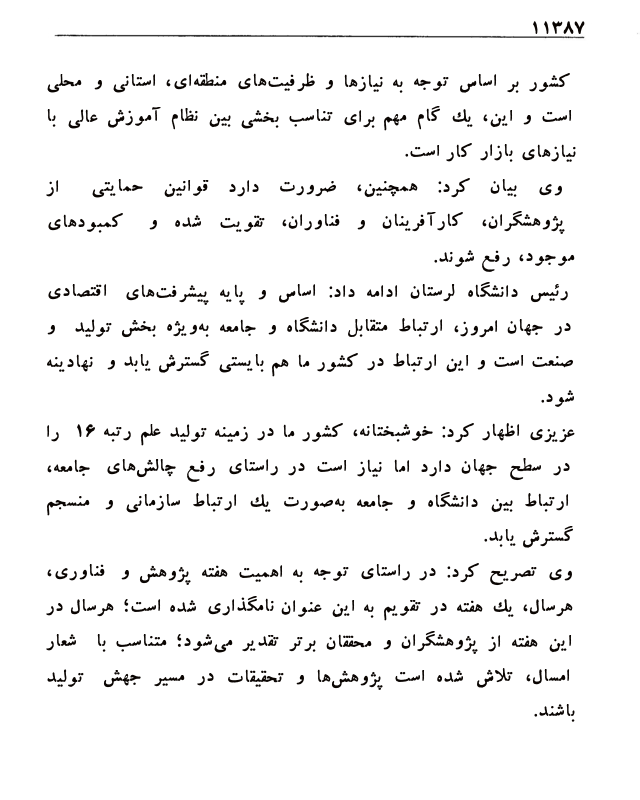 ۱۱۳۸۷
کشور بر اساس توجه به نیازها و ظرفیت‌های منطقه‌ای، استانی و محلی
است و این، یك گام مهم برای تناسب بخشی بین نظام آموزش عالی با
نیازهای بازار کار است.
وی بیان کرد: همچنین، ضرورت دارد قوانین حمایتی از
پژوهشگران، کارآفرینان و فناوران، تقویت شده و کمبودهای
موجود، رفع شوند.
رئیس دانشگاه لرستان ادامه داد: اساس و پایه پیشرفت‌های اقتصادی
در جهان امروز، ارتباط متقابل دانشگاه و جامعه به‌ویژه بخش تولید و
صنعت است و این ارتباط در کشور ما هم بایستی گسترش یابد و نهادینه
شود.
عزیزی اظهار کرد: خوشبختانه، کشور ما در زمینه تولید علم رتبه ۱۶ را
در سطح جهان دارد اما نیاز است در راستای رفع چالش‌های جامعه،
ارتباط بین دانشگاه و جامعه به‌صورت یك ارتباط سازمانی و منسجم
گسترش یابد.
وی تصریح کرد: در راستای توجه به اهمیت هفته پژوهش و فناوری،
هرسال، یك هفته در تقویم به این عنوان نامگذاری شده است؛ هرسال در
این هفته از پژوهشگران و محققان برتر تقدیر می‌شود؛ متناسب با شعار
امسال، تلاش شده است پژوهش‌ها و تحقیقات در مسیر جهش تولید
باشند.